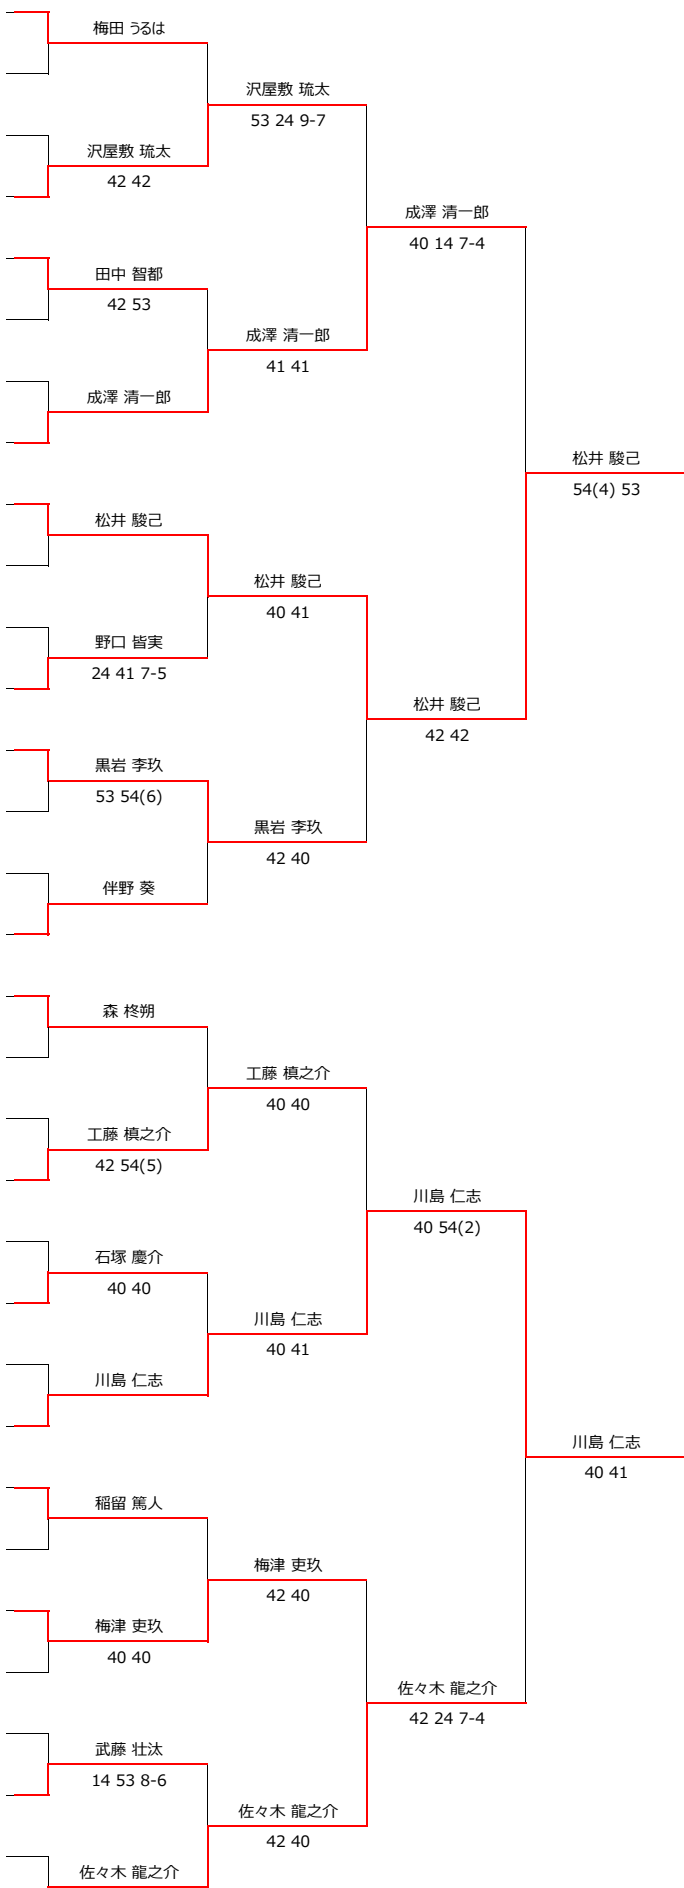 梅田 うるは
沢屋敷 琉太
53 24 9-7
沢屋敷 琉太
42 42
成澤 清一郎
40 14 7-4
田中 智都
42 53
成澤 清一郎
41 41
成澤 清一郎
松井 駿己
54(4) 53
松井 駿己
松井 駿己
40 41
野口 皆実
24 41 7-5
松井 駿己
42 42
黒岩 李玖
53 54(6)
黒岩 李玖
42 40
伴野 葵
森 柊朔
工藤 槙之介
40 40
工藤 槙之介
42 54(5)
川島 仁志
40 54(2)
石塚 慶介
40 40
川島 仁志
40 41
川島 仁志
川島 仁志
40 41
稲留 篤人
梅津 吏玖
42 40
梅津 吏玖
40 40
佐々木 龍之介
42 24 7-4
武藤 壮汰
14 53 8-6
佐々木 龍之介
42 40
佐々木 龍之介